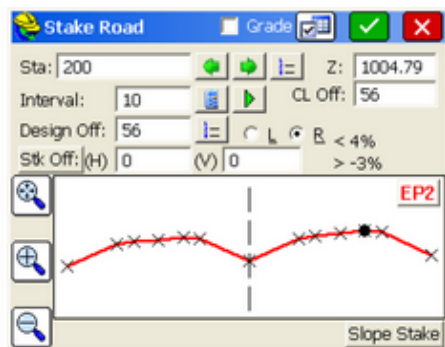 Stake Road Grade
Sta: 200 Z: 1004.79
Interval: 10 CL Off: 56
Design Off: 56 L R < 4%
Stk Off: (H) 0 (V) 0 > -3%
EP2
Slope Stake